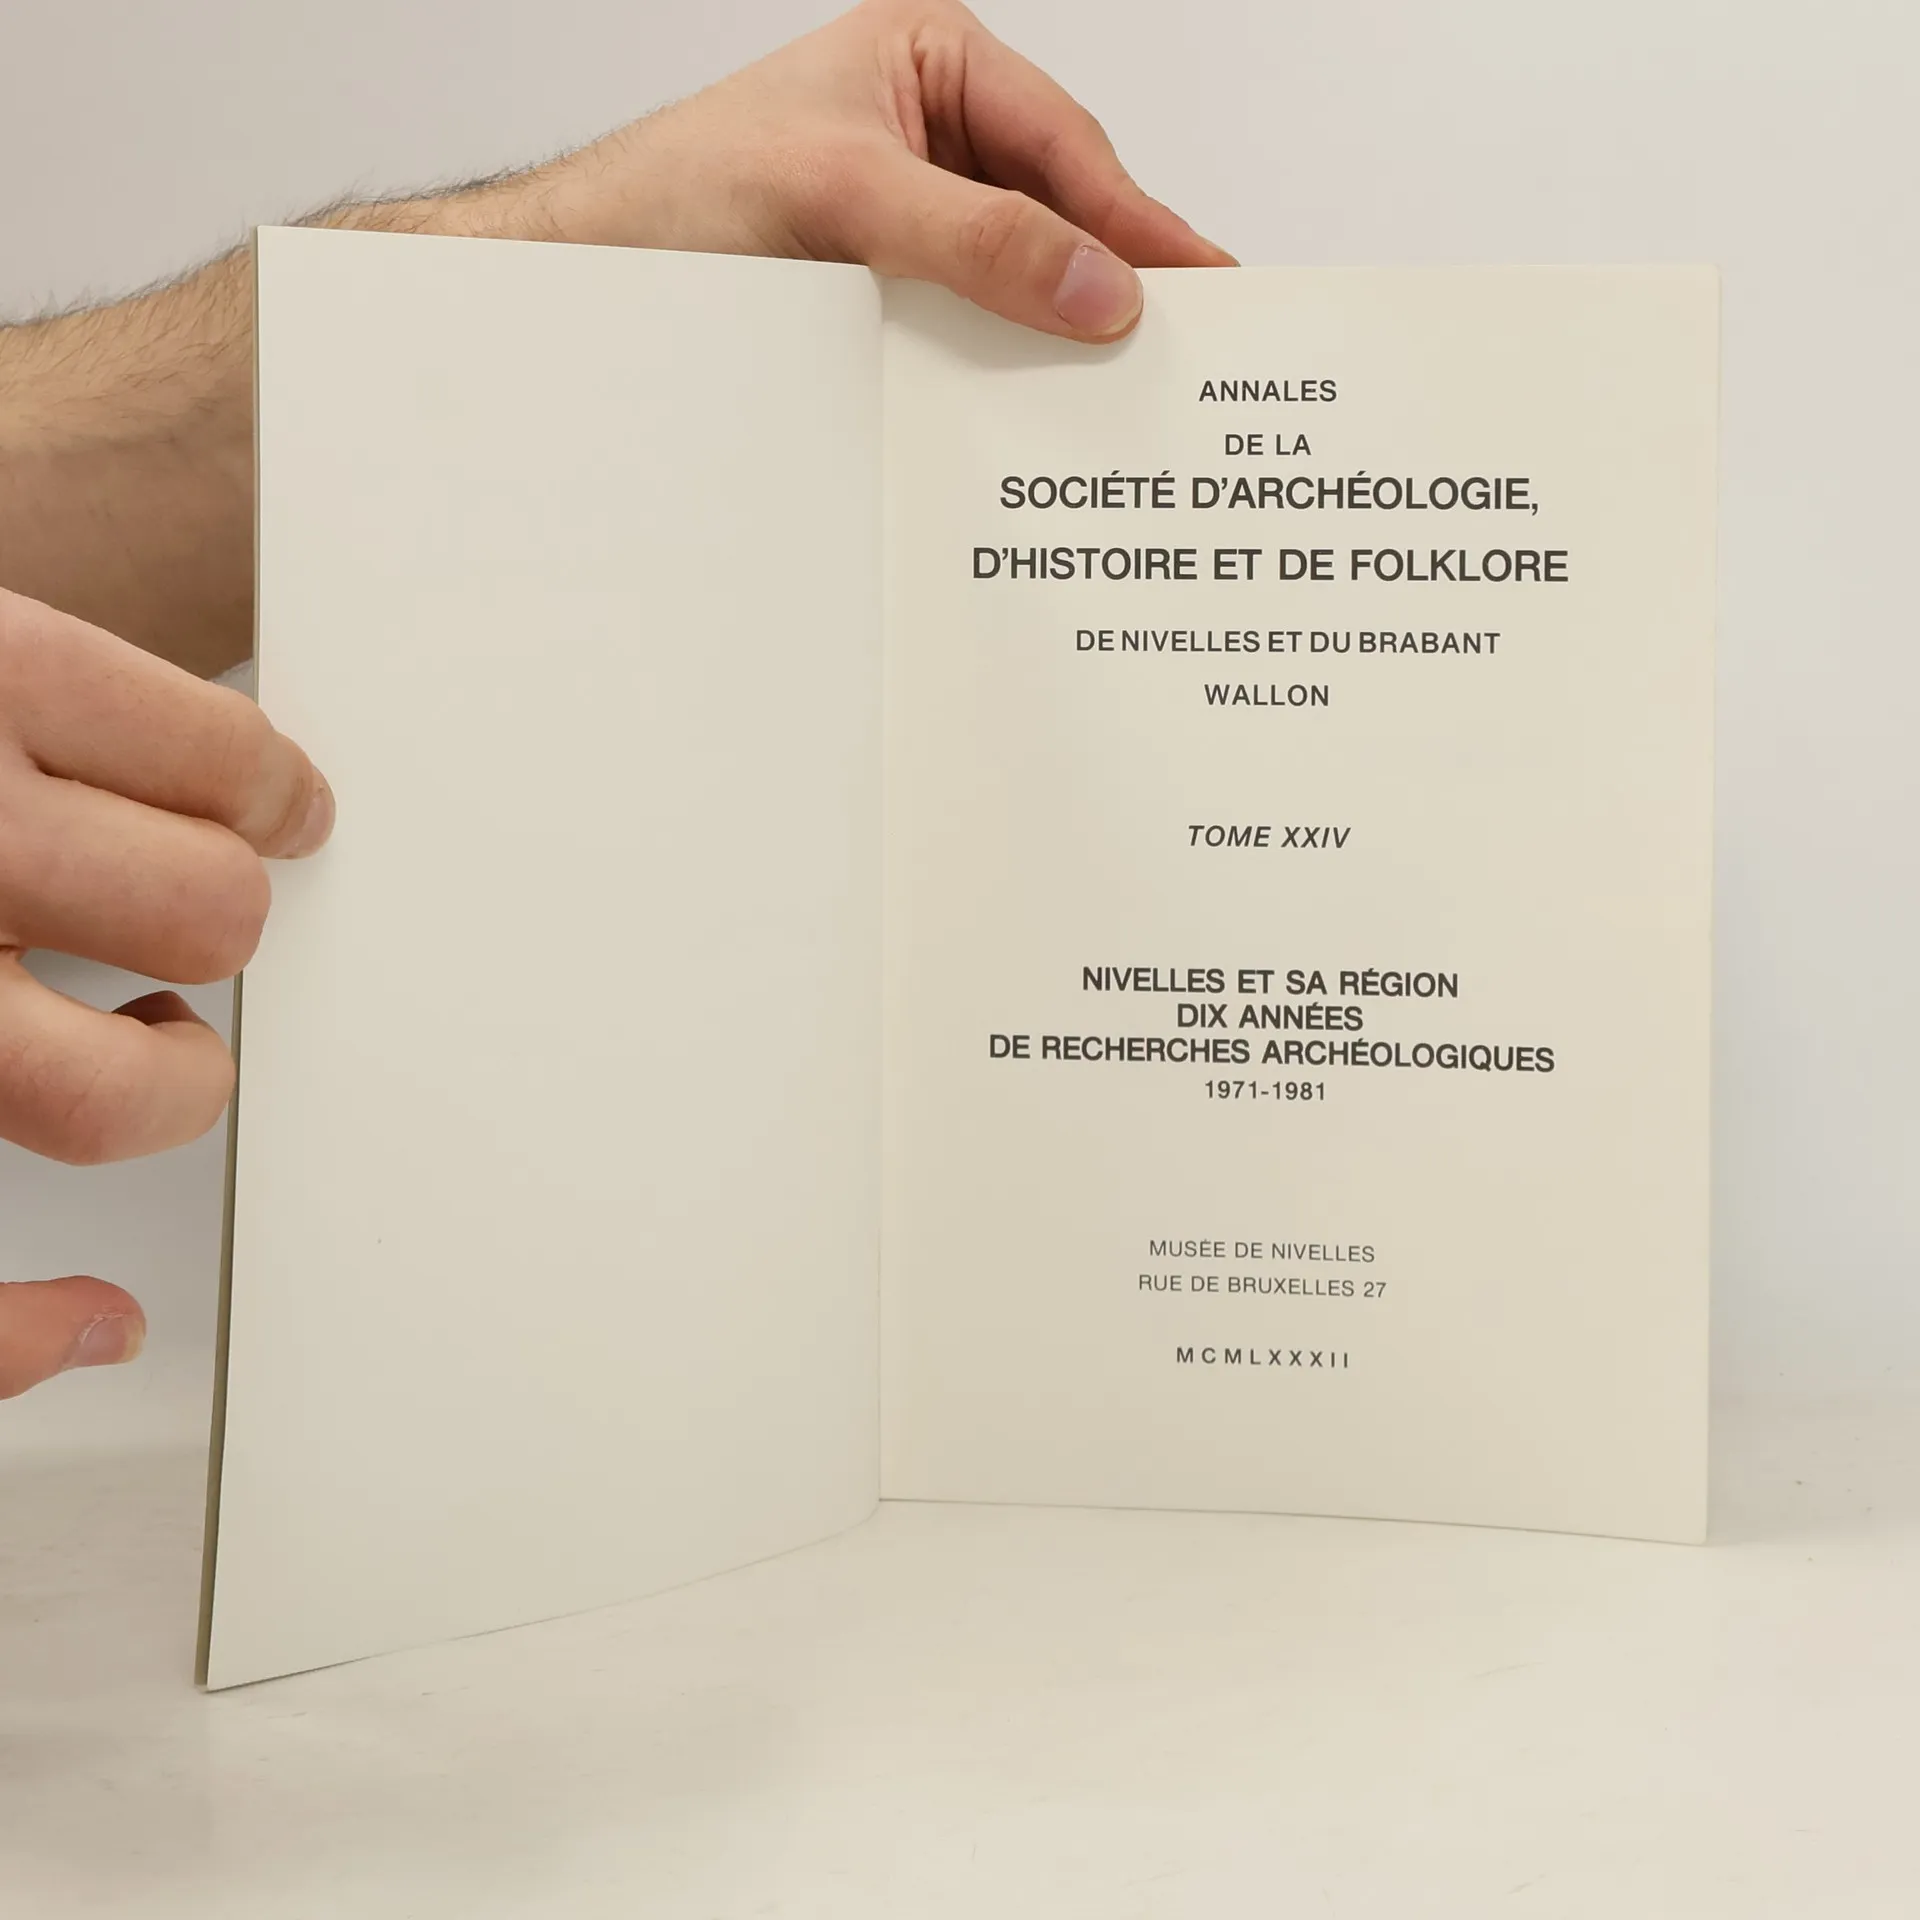 ANNALES
DE LA
SOCIÉTÉ D'ARCHÉOLOGIE,
D'HISTOIRE ET DE FOLKLORE
DE NIVELLES ET DU BRABANT
WALLON
TOME XXIV
NIVELLES ET SA RÉGION
DIX ANNÉES
DE RECHERCHES ARCHÉOLOGIQUES
1971-1981
MUSÉE DE NIVELLES
RUE DE BRUXELLES 27
MCMLXXXII